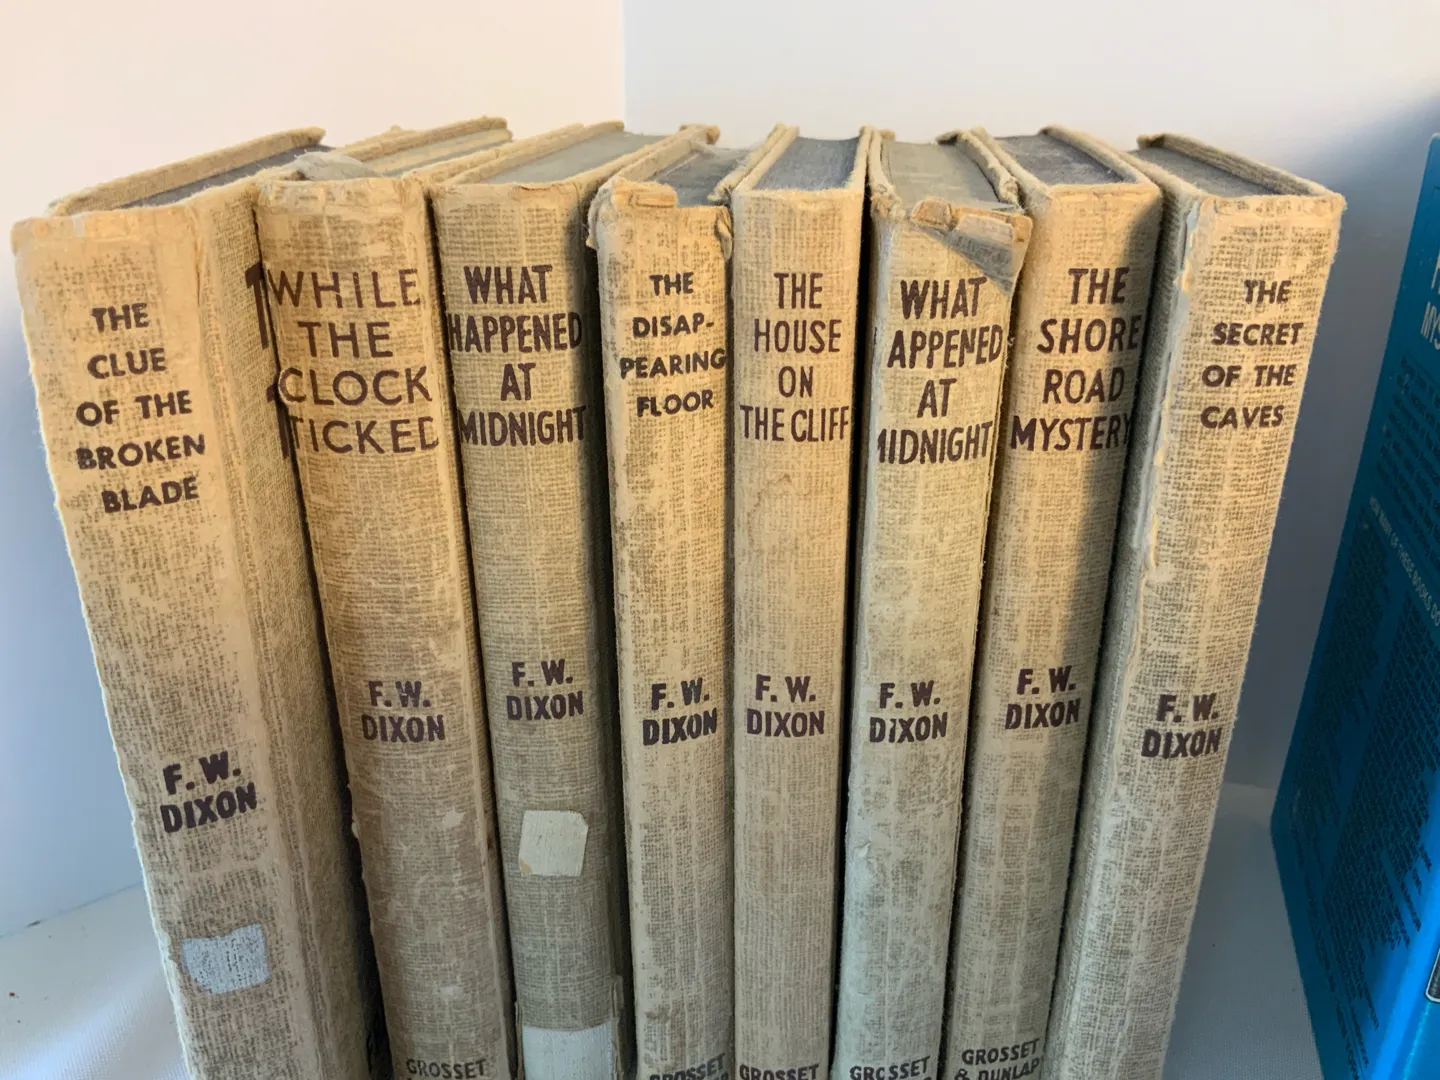 THE
CLUE
OF THE
BROKEN
BLADE
F. W.
DIXON
WHILE
THE
CLOCK
TICKED
F. W.
DIXON
GROSSET
WHAT
HAPPENED
AT
MIDNIGHT
F. W.
DIXON
THE
DISAP-
PEARING
FLOOR
F. W.
DIXON
GROSSET
THE
HOUSE
ON
THE CLIFF
F. W.
DIXON
GROSSET
WHAT
APPENED
AT
MIDNIGHT
F. W.
DIXON
GROSSET
THE
SHORE
ROAD
MYSTERY
F. W.
DIXON
GROSSET
& DUNLAP
THE
SECRET
OF THE
CAVES
F. W.
DIXON